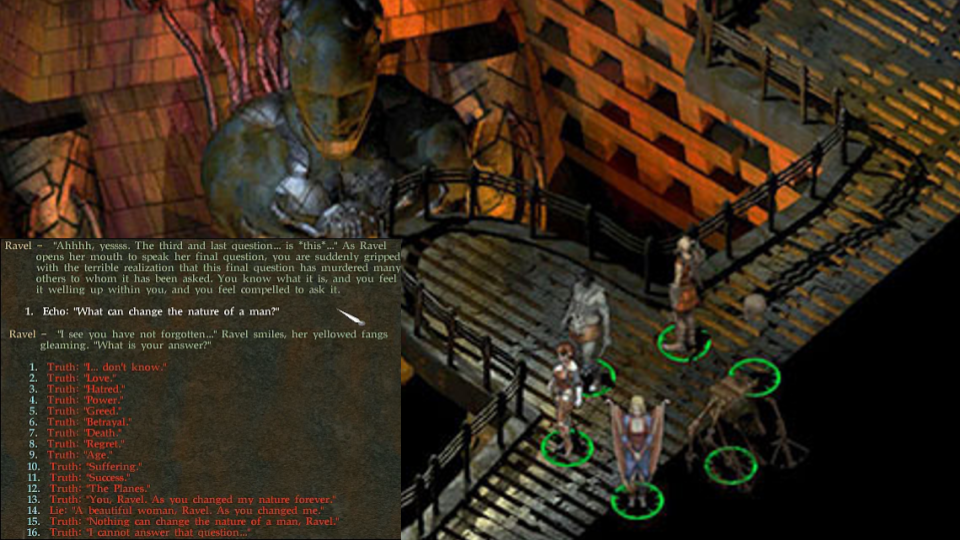 Ravel - "Ahhhh, yessss. The third and last question... is *this*..." As Ravel
opens her mouth to speak her final question, you are suddenly gripped
with the terrible realization that this final question has murdered many
others to whom it has been asked. You know what it is, and you feel
it welling up within you, and you feel compelled to ask it.
1. Echo: "What can change the nature of a man?"
Ravel - "I see you have not forgotten..." Ravel smiles, her yellowed fangs
gleaming. "What is your answer?"
1. Truth: "I... don't know."
2. Truth: "Love."
3. Truth: "Hatred."
4. Truth: "Power."
5. Truth: "Greed."
6. Truth: "Betrayal."
7. Truth: "Death."
8. Truth: "Regret."
9. Truth: "Age."
10. Truth: "Suffering."
11. Truth: "Success."
12. Truth: "The Planes."
13. Truth: "You, Ravel. As you changed my nature forever."
14. Lie: "A beautiful woman, Ravel. As you changed me."
15. Truth: "Nothing can change the nature of a man, Ravel."
16. Truth: "I cannot answer that question..."